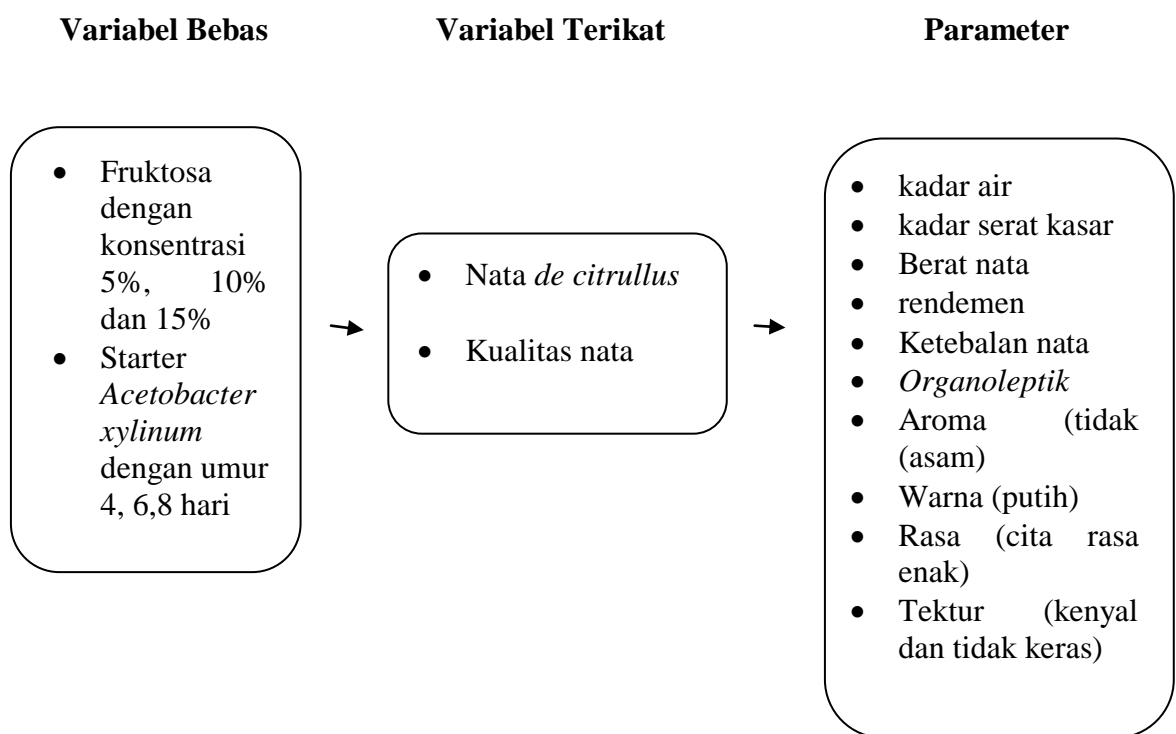 Variabel Bebas
Variabel Terikat
Parameter
• Fruktosa
dengan
konsentrasi
5%, 10%
dan 15%
• Starter
Acetobacter
xylinum
dengan umur
4, 6,8 hari
• Nata de citrullus
• Kualitas nata
• kadar air
• kadar serat kasar
• Berat nata
• rendemen
• Ketebalan nata
• Organoleptik
• Aroma (tidak
(asam)
• Warna (putih)
• Rasa (cita rasa
enak)
• Tektur (kenyal
dan tidak keras)